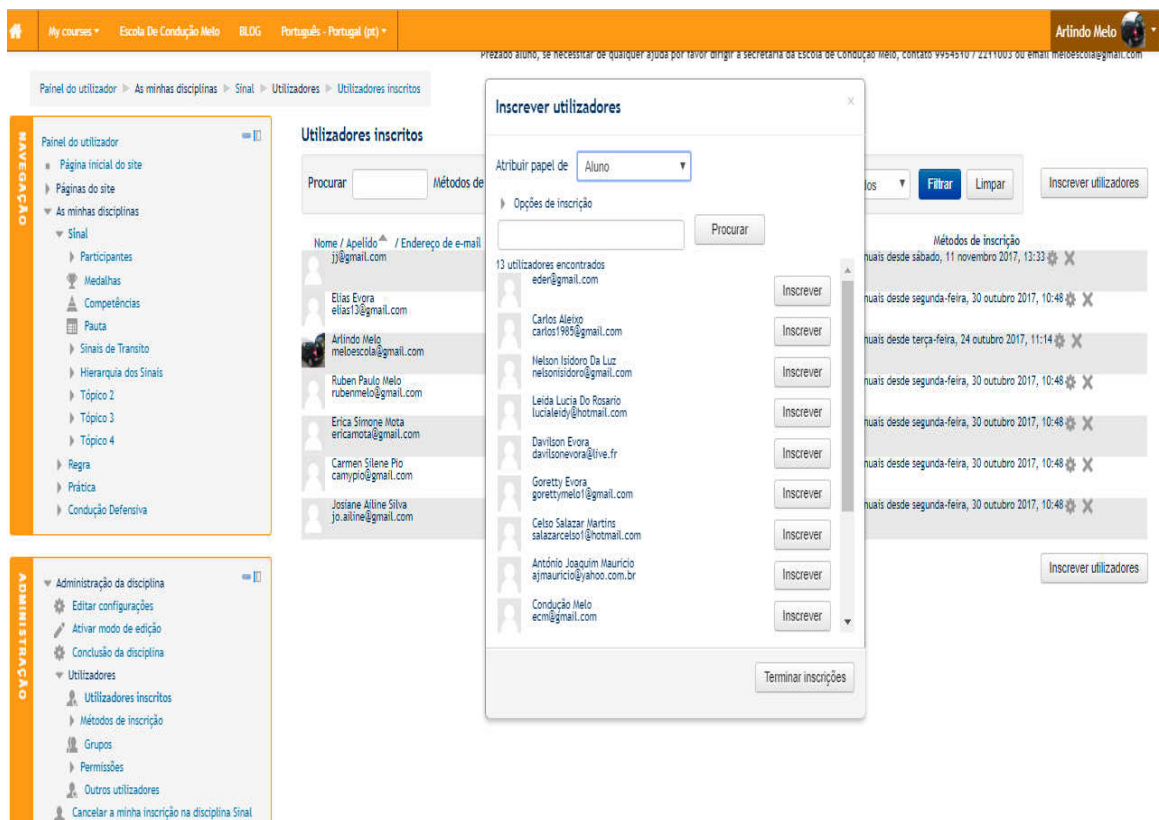 My courses Escola De Condução Melo BLOG Português - Portugal (pt) Arlindo Melo
Prezado aluno, se necessitar de qualquer ajuda por favor dirigir a secretaria da Escola de Condução Melo, contato 9954510 / 2211003 ou email meloescola@gmail.com
Painel do utilizador As minhas disciplinas Sinal Utilizadores Utilizadores inscritos
NAVEGAÇÃO
Painel do utilizador
Página inicial do site
Páginas do site
As minhas disciplinas
Sinal
Participantes
Medalhas
Competências
Pauta
Sinais de Transito
Hierarquia dos Sinais
Tópico 2
Tópico 3
Tópico 4
Regra
Prática
Condução Defensiva
ADMINISTRAÇÃO
Administração da disciplina
Editar configurações
Ativar modo de edição
Conclusão da disciplina
Utilizadores
Utilizadores inscritos
Métodos de inscrição
Grupos
Permissões
Outros utilizadores
Cancelar a minha inscrição na disciplina Sinal
Utilizadores inscritos
Procurar Métodos de
Filtrar Limpar Inscrever utilizadores
Nome / Apelido / Endereço de e-mail Métodos de inscrição
jj@gmail.com
nuais desde sábado, 11 novembro 2017, 13:33
Elias Evora
elias13@gmail.com
nuais desde segunda-feira, 30 outubro 2017, 10:48
Arlindo Melo
meloescola@gmail.com
nuais desde terça-feira, 24 outubro 2017, 11:14
Ruben Paulo Melo
rubenmelo@gmail.com
nuais desde segunda-feira, 30 outubro 2017, 10:48
Erica Simone Mota
ericamota@gmail.com
nuais desde segunda-feira, 30 outubro 2017, 10:48
Carmen Silene Pio
camypio@gmail.com
nuais desde segunda-feira, 30 outubro 2017, 10:48
Josiane Ailine Silva
jo.ailine@gmail.com
nuais desde segunda-feira, 30 outubro 2017, 10:48
Inscrever utilizadores
Inscrever utilizadores
Atribuir papel de Aluno
Opções de inscrição
Procurar
13 utilizadores encontrados
eder@gmail.com
Inscrever
Carlos Aleixo
carlos1985@gmail.com
Inscrever
Nelson Isidoro Da Luz
nelsonisidoro@gmail.com
Inscrever
Leida Lucia Do Rosario
lucialeidy@hotmail.com
Inscrever
Davilson Evora
davilsonevora@live.fr
Inscrever
Goretty Evora
gorettymelo1@gmail.com
Inscrever
Celso Salazar Martins
salazarcelso1@hotmail.com
Inscrever
António Joaquim Mauricio
ajmauricio@yahoo.com.br
Inscrever
Condução Melo
ecm@gmail.com
Inscrever
Terminar inscrições